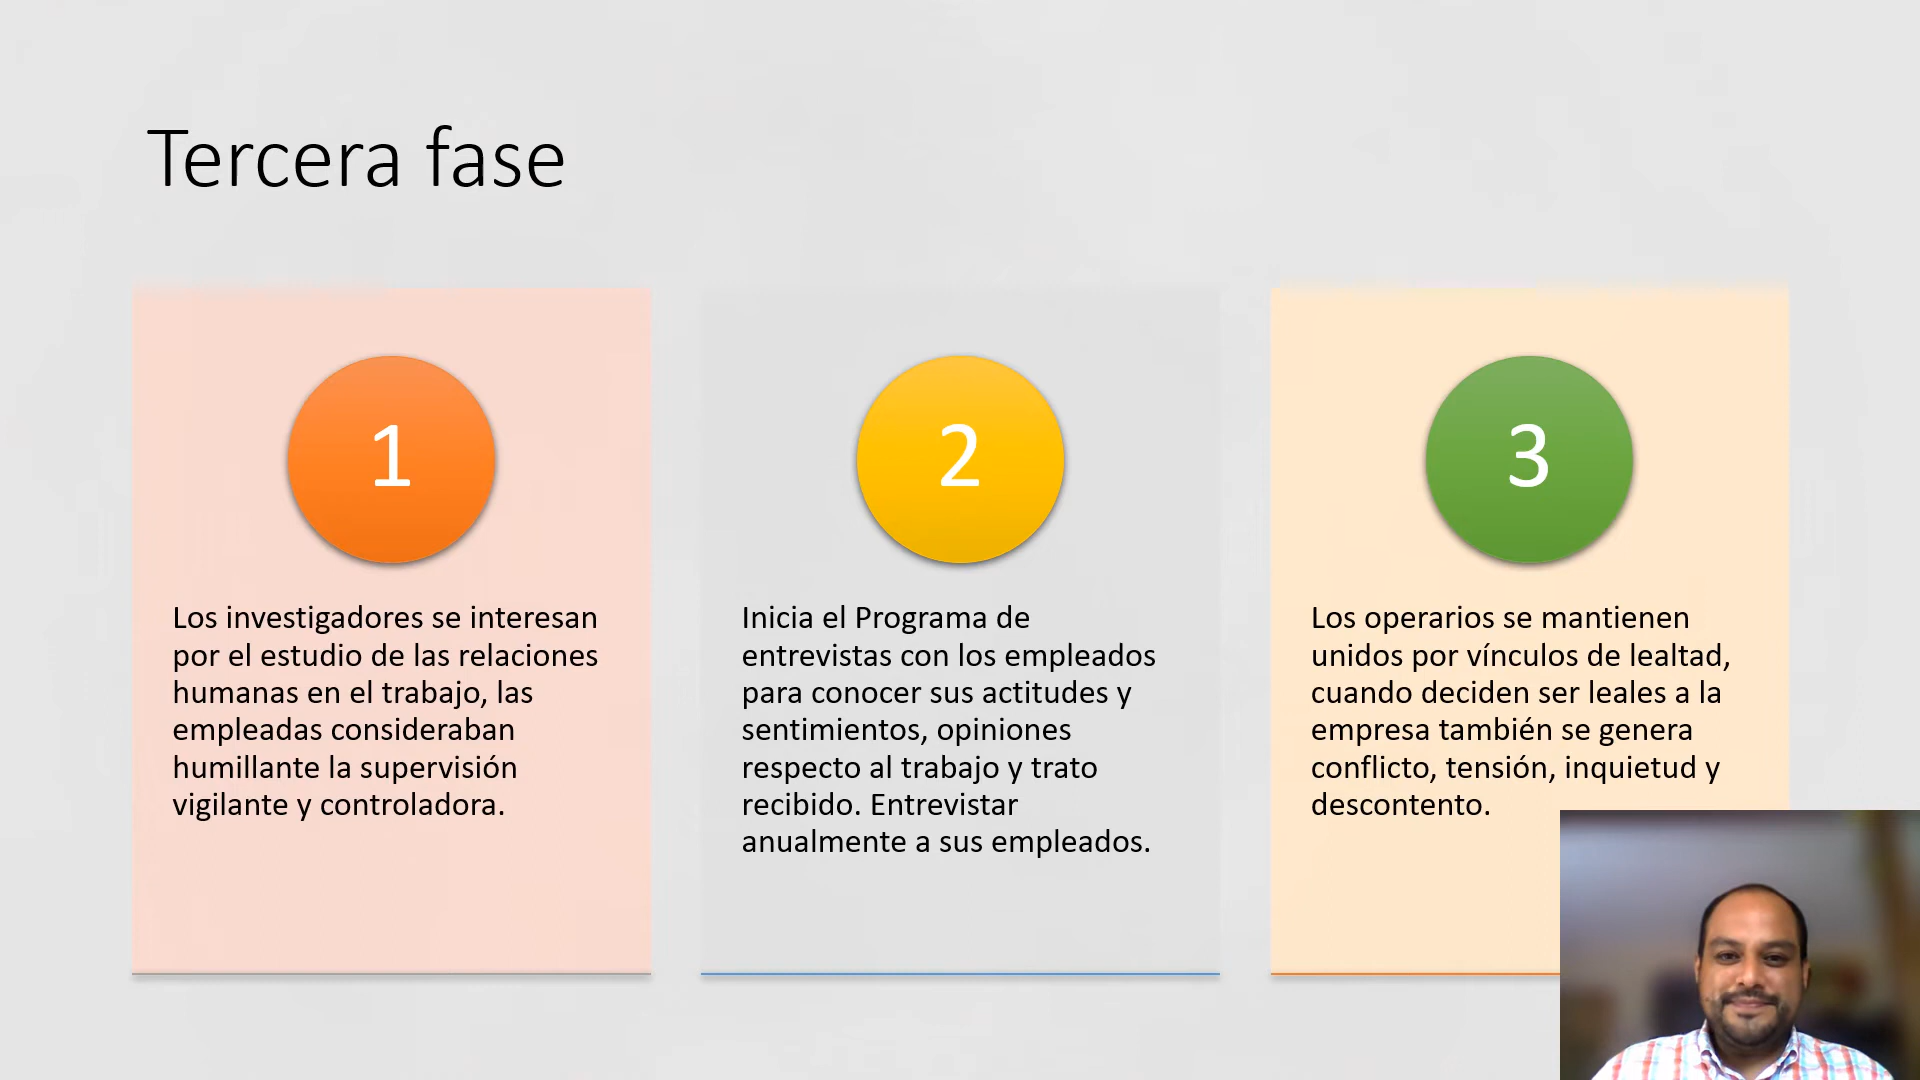 Tercera fase
1
Los investigadores se interesan
por el estudio de las relaciones
humanas en el trabajo, las
empleadas consideraban
humillante la supervisión
vigilante y controladora.
2
Inicia el Programa de
entrevistas con los empleados
para conocer sus actitudes y
sentimientos, opiniones
respecto al trabajo y trato
recibido. Entrevistar
anualmente a sus empleados.
3
Los operarios se mantienen
unidos por vínculos de lealtad,
cuando deciden ser leales a la
empresa también se genera
conflicto, tensión, inquietud y
descontento.